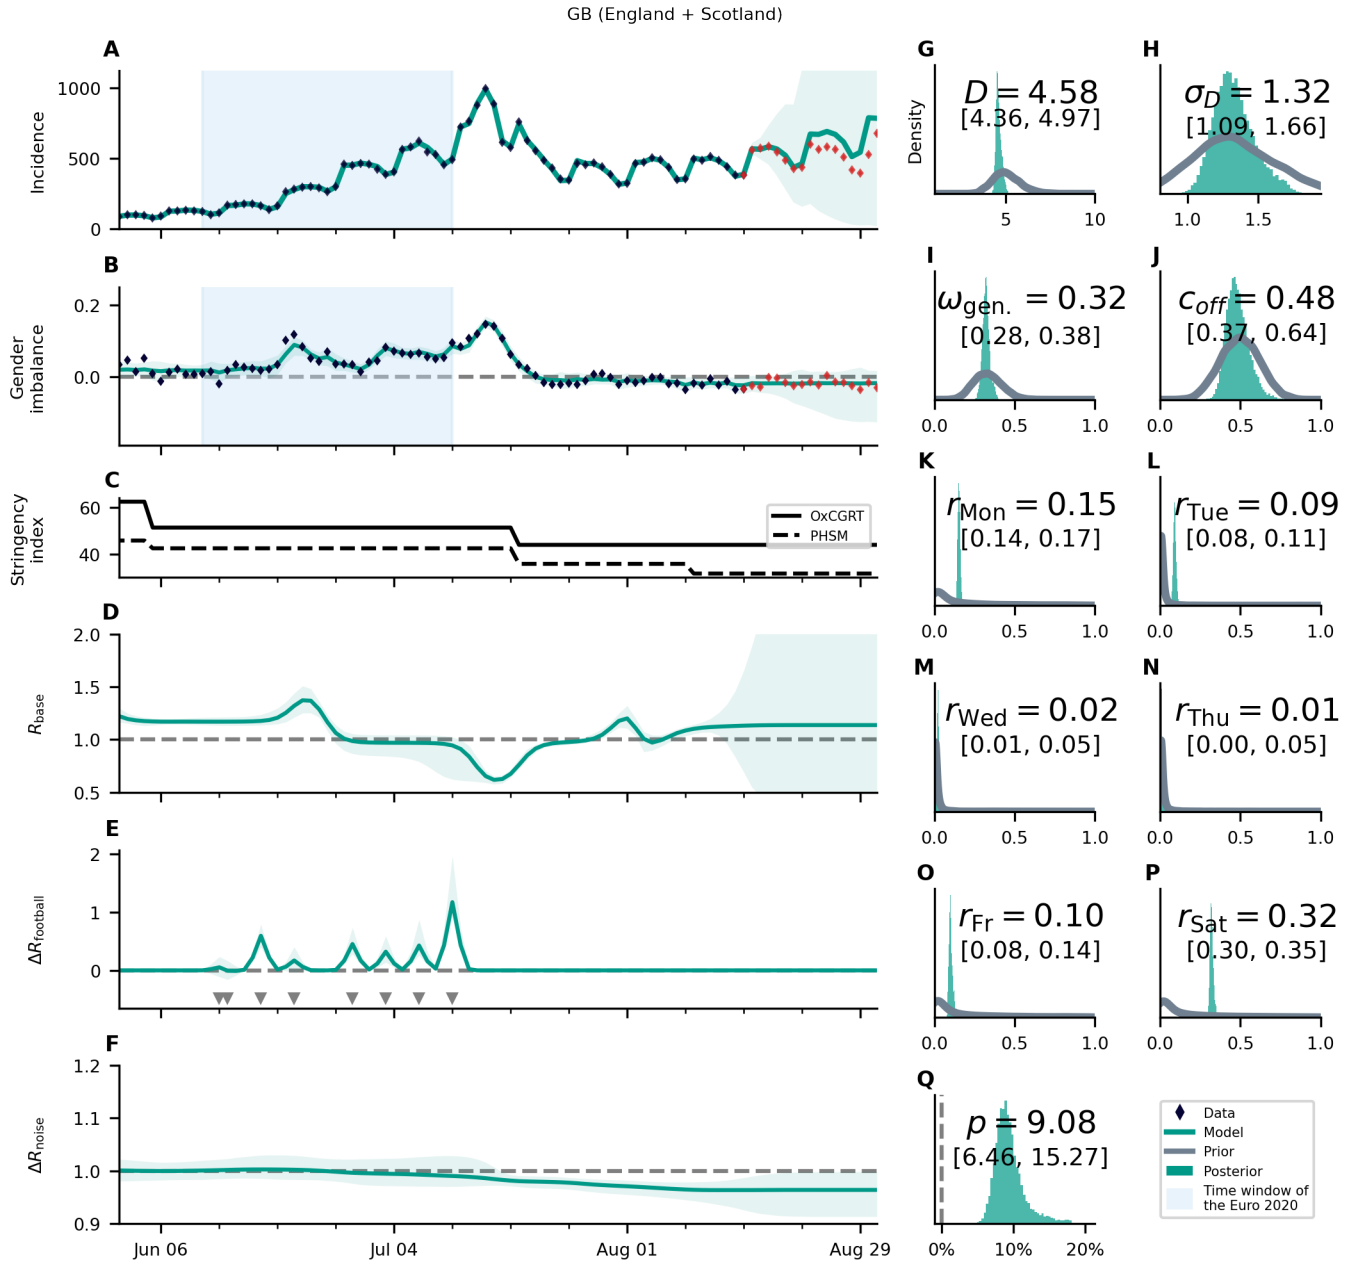 GB (England + Scotland)
A
Incidence
1000
500
0
B
Gender
imbalance
0.2
0.0
C
Stringency
index
60
40
OxCGRT
PHSM
D
R_base
2.0
1.5
1.0
0.5
E
ΔR_football
2
1
0
F
ΔR_noise
1.2
1.1
1.0
0.9
Jun 06
Jul 04
Aug 01
Aug 29
G
Density
D = 4.58
[4.36, 4.97]
5
10
H
σ_D = 1.32
[1.09, 1.66]
1.0
1.5
I
ω_gen. = 0.32
[0.28, 0.38]
0.0
0.5
1.0
J
c_off = 0.48
[0.37, 0.64]
0.0
0.5
1.0
K
r_Mon = 0.15
[0.14, 0.17]
0.0
0.5
1.0
L
r_Tue = 0.09
[0.08, 0.11]
0.0
0.5
1.0
M
r_Wed = 0.02
[0.01, 0.05]
0.0
0.5
1.0
N
r_Thu = 0.01
[0.00, 0.05]
0.0
0.5
1.0
O
r_Fr = 0.10
[0.08, 0.14]
0.0
0.5
1.0
P
r_Sat = 0.32
[0.30, 0.35]
0.0
0.5
1.0
Q
p = 9.08
[6.46, 15.27]
0%
10%
20%
Data
Model
Prior
Posterior
Time window of
the Euro 2020